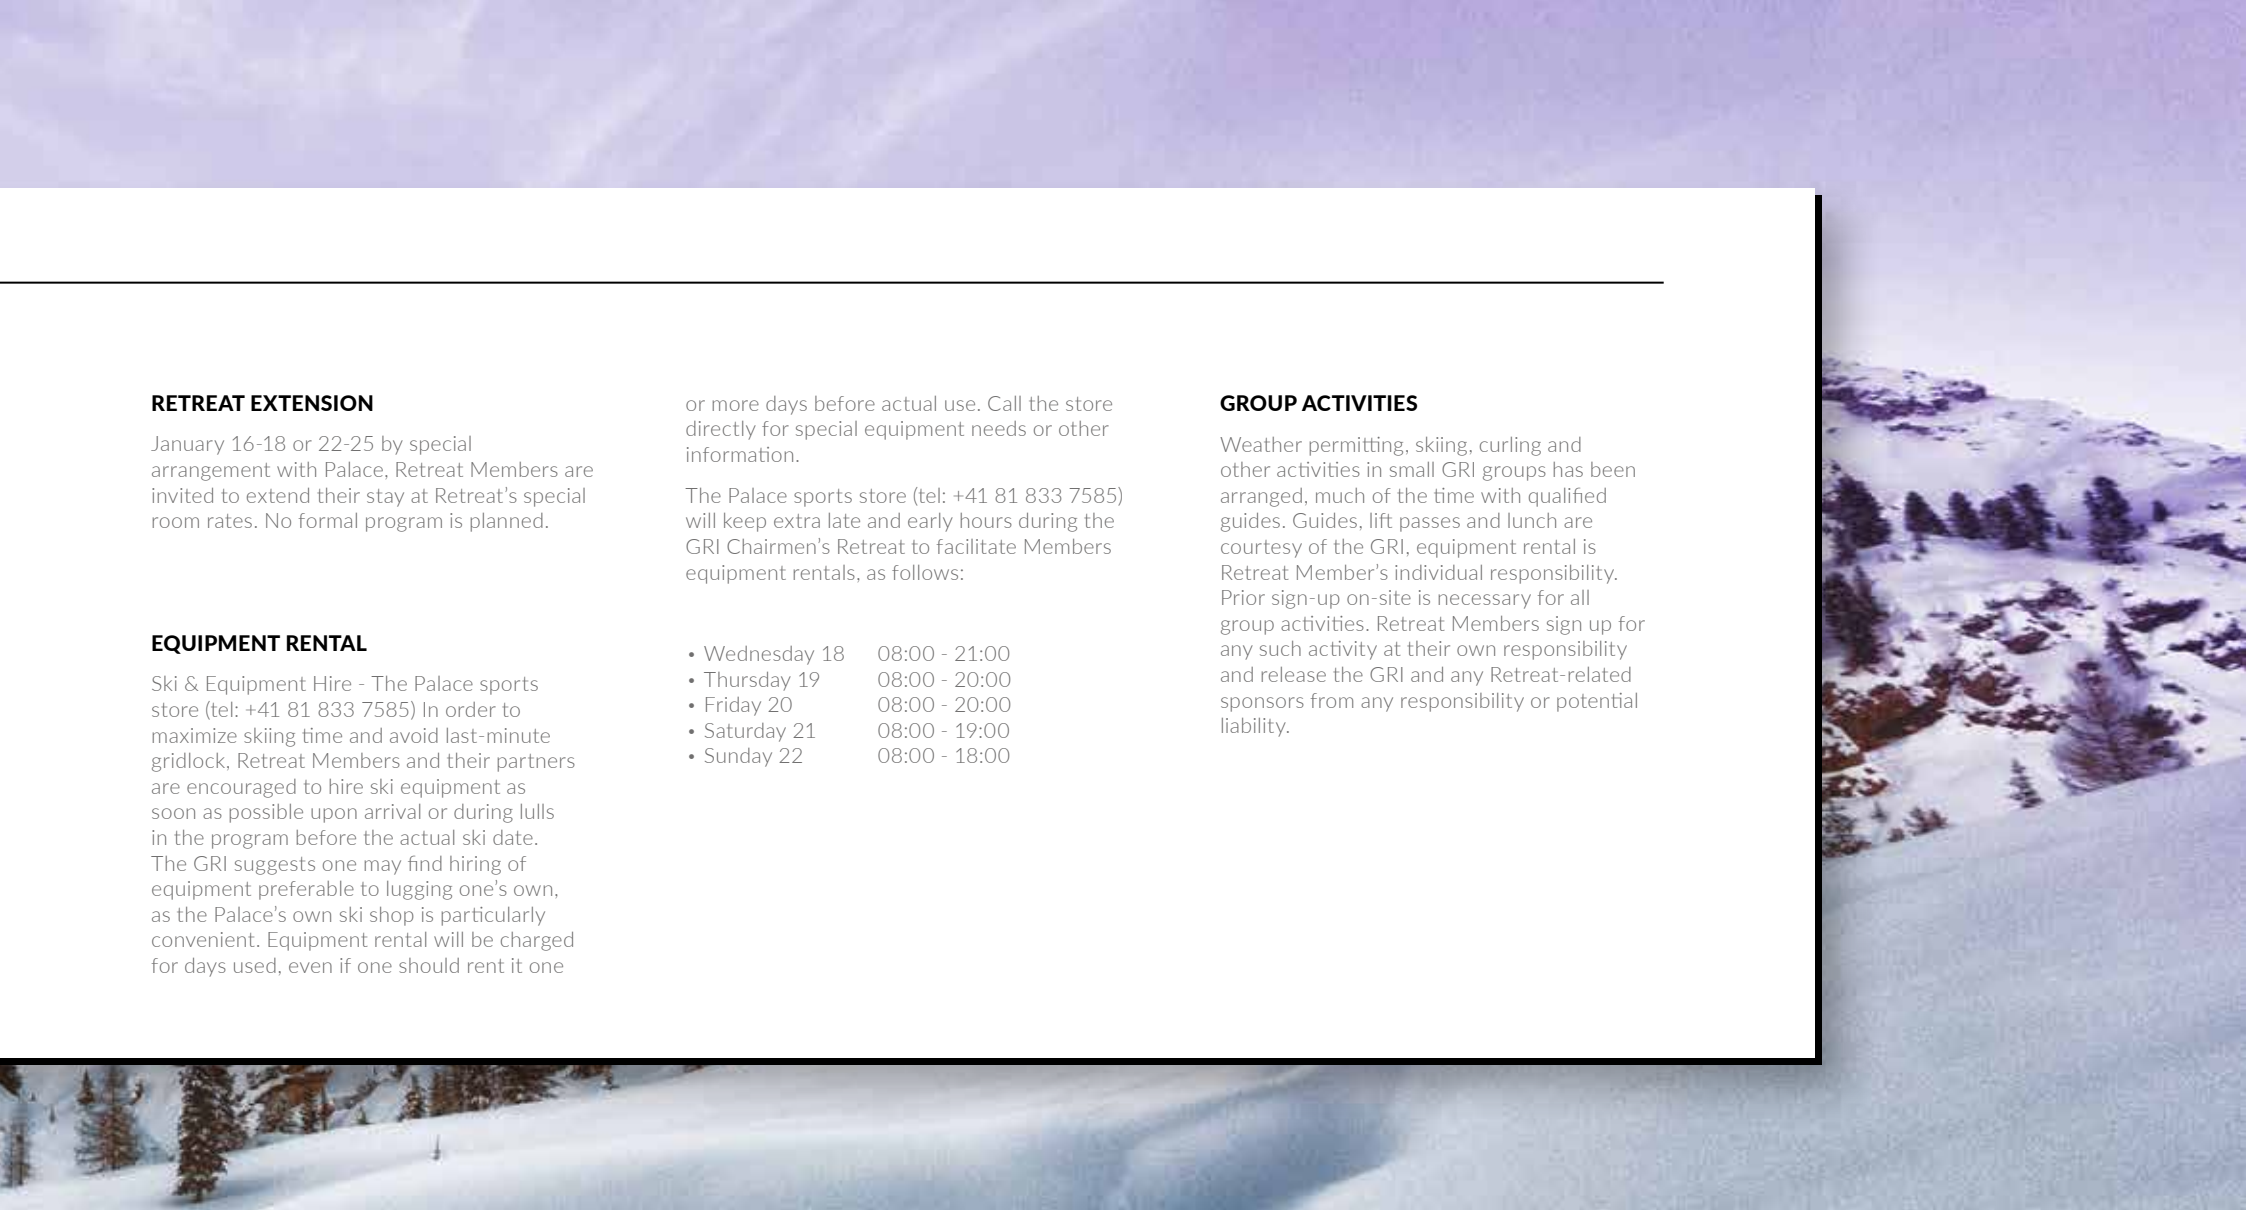 RETREAT EXTENSION
January 16-18 or 22-25 by special
arrangement with Palace, Retreat Members are
invited to extend their stay at Retreat’s special
room rates. No formal program is planned.
EQUIPMENT RENTAL
Ski & Equipment Hire - The Palace sports
store (tel: +41 81 833 7585) In order to
maximize skiing time and avoid last-minute
gridlock, Retreat Members and their partners
are encouraged to hire ski equipment as
soon as possible upon arrival or during lulls
in the program before the actual ski date.
The GRI suggests one may find hiring of
equipment preferable to lugging one’s own,
as the Palace’s own ski shop is particularly
convenient. Equipment rental will be charged
for days used, even if one should rent it one
or more days before actual use. Call the store
directly for special equipment needs or other
information.
The Palace sports store (tel: +41 81 833 7585)
will keep extra late and early hours during the
GRI Chairmen’s Retreat to facilitate Members
equipment rentals, as follows:
• Wednesday 18 08:00 - 21:00
• Thursday 19 08:00 - 20:00
• Friday 20 08:00 - 20:00
• Saturday 21 08:00 - 19:00
• Sunday 22 08:00 - 18:00
GROUP ACTIVITIES
Weather permitting, skiing, curling and
other activities in small GRI groups has been
arranged, much of the time with qualified
guides. Guides, lift passes and lunch are
courtesy of the GRI, equipment rental is
Retreat Member’s individual responsibility.
Prior sign-up on-site is necessary for all
group activities. Retreat Members sign up for
any such activity at their own responsibility
and release the GRI and any Retreat-related
sponsors from any responsibility or potential
liability.